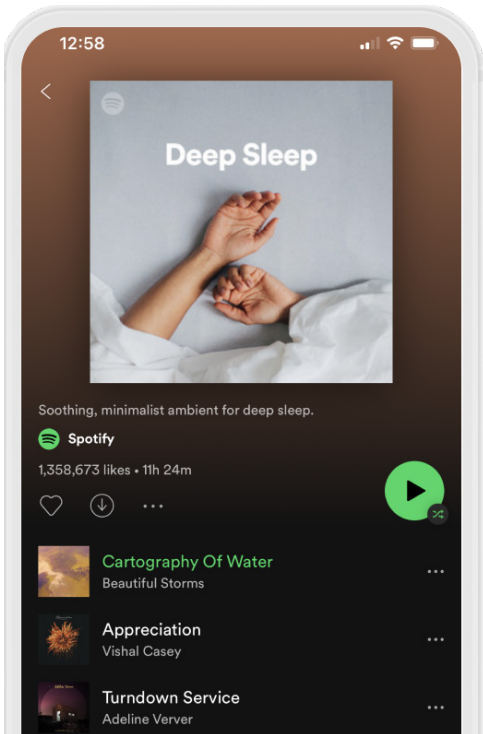 12:58
Deep Sleep
Soothing, minimalist ambient for deep sleep.
Spotify
1,358,673 likes • 11h 24m
Cartography Of Water
Beautiful Storms
Appreciation
Vishal Casey
Turndown Service
Adeline Verver